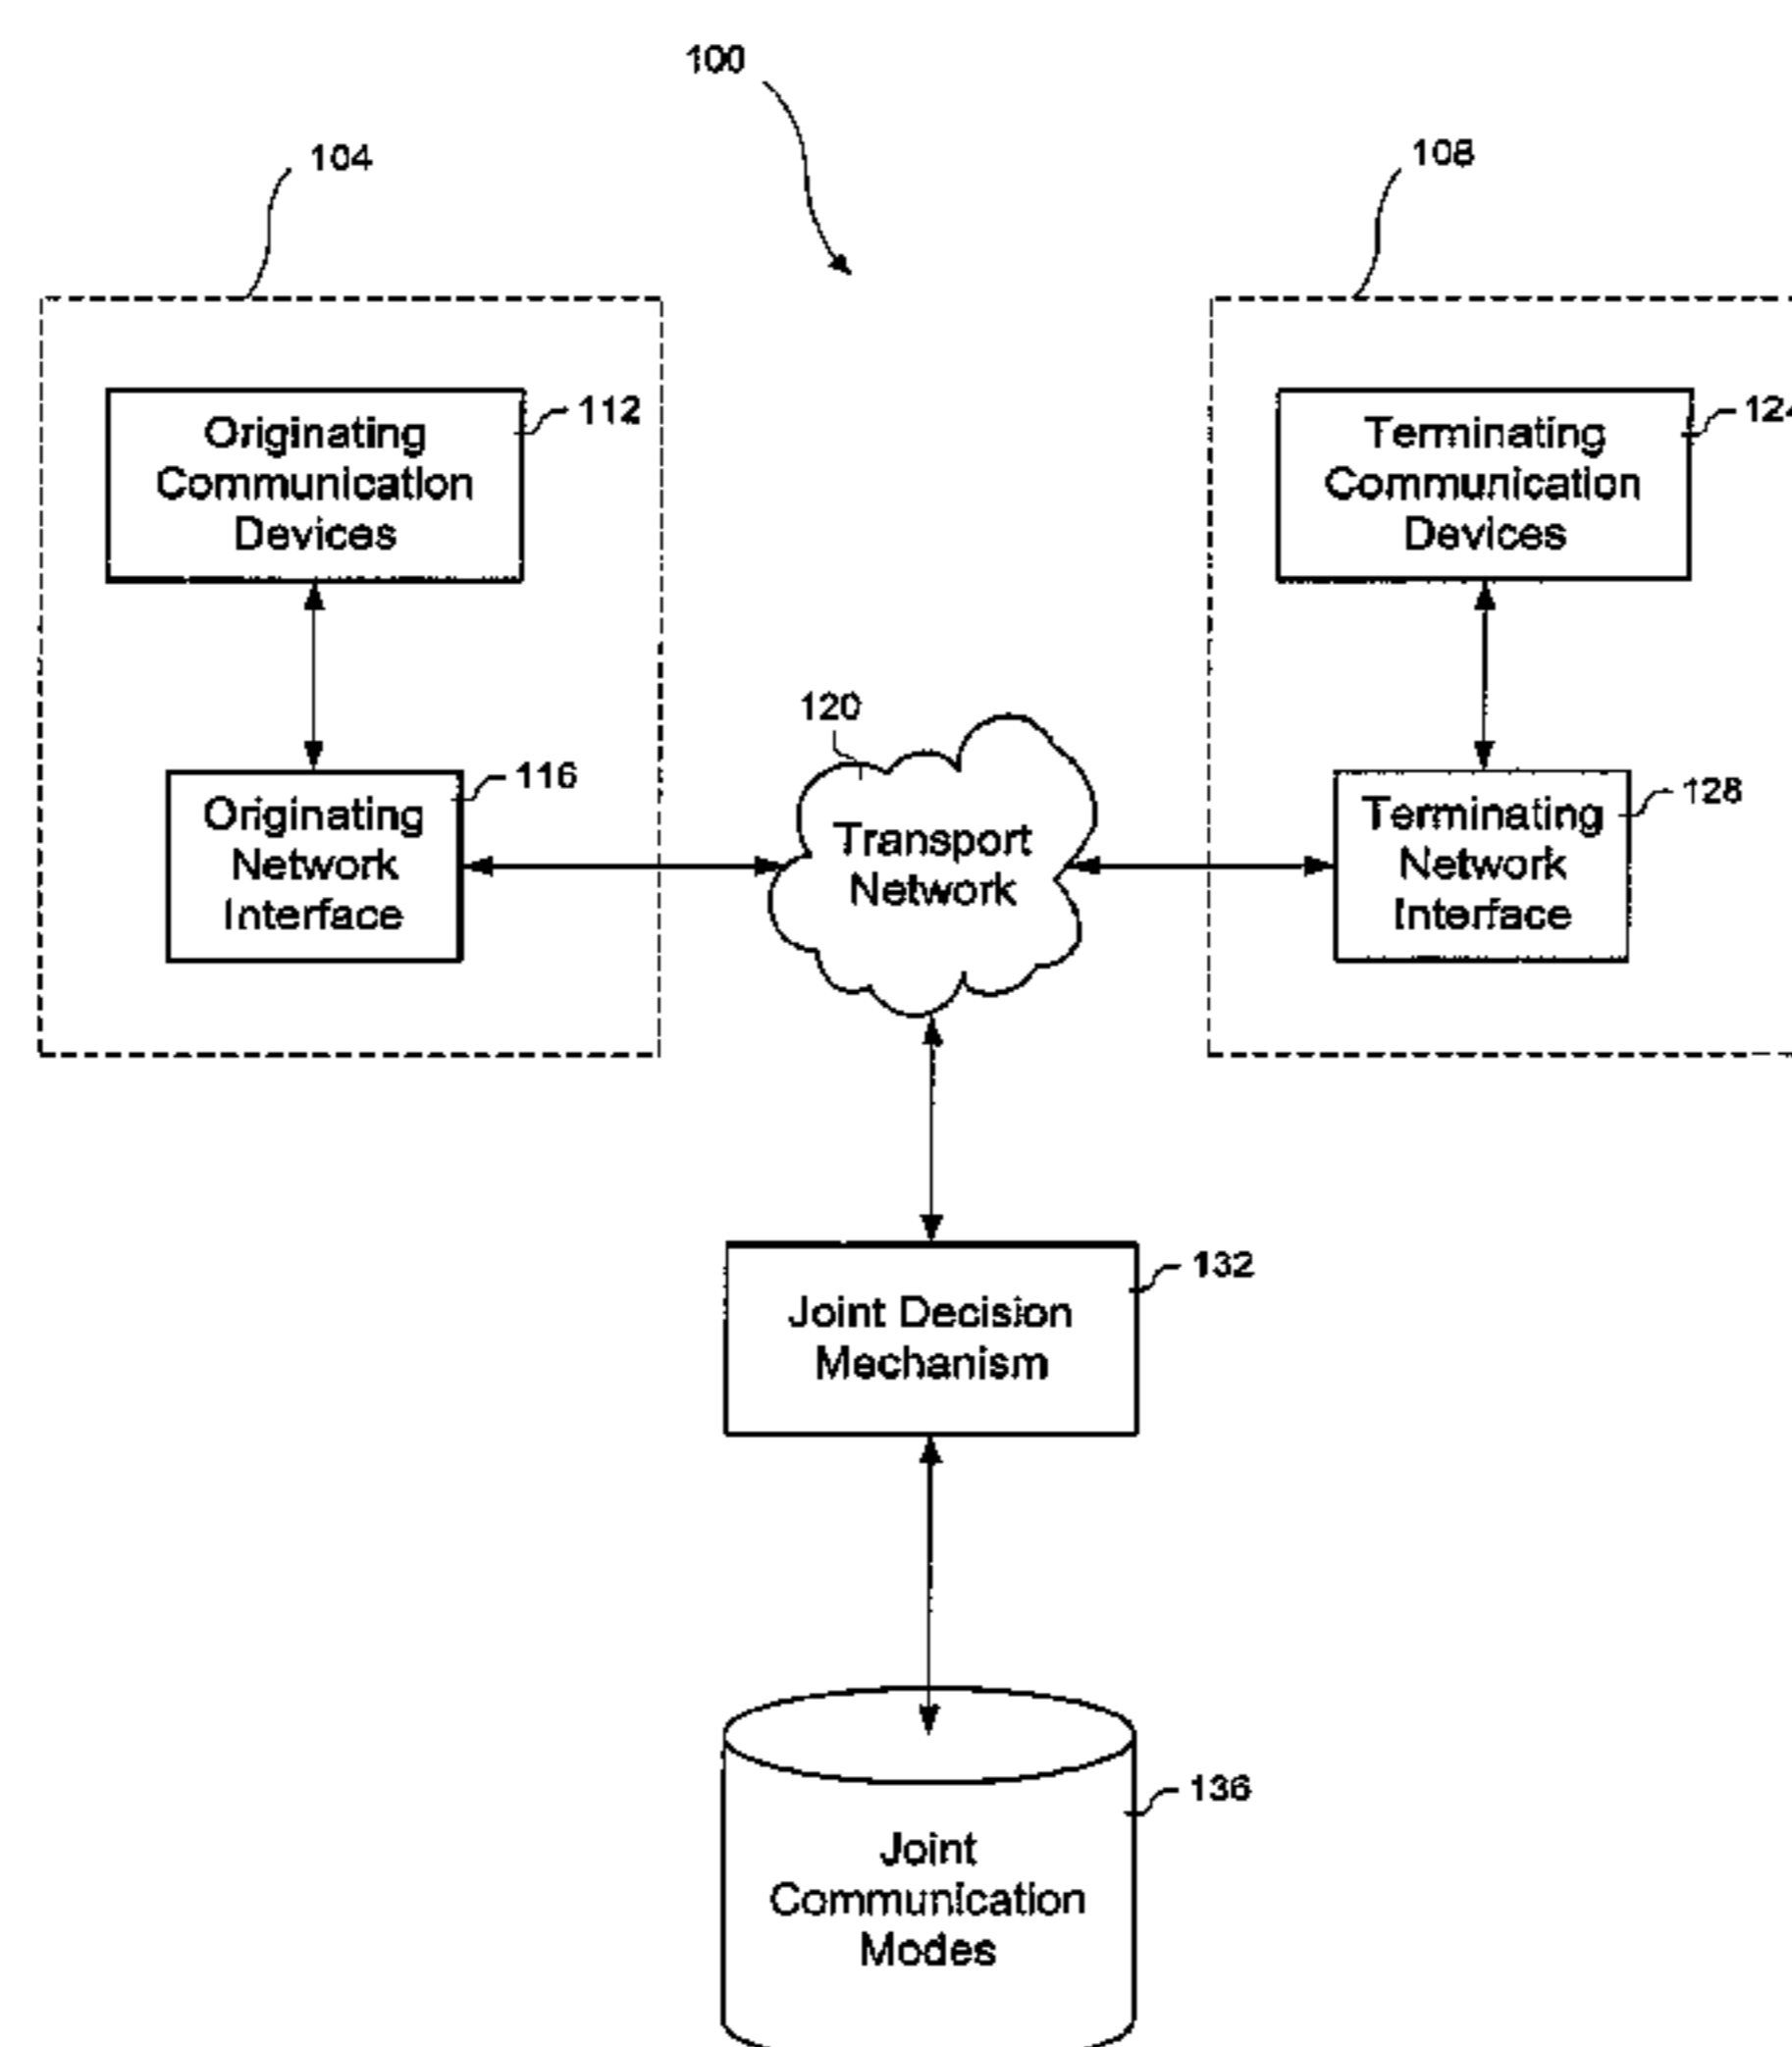 100
104
108
Originating
Communication
Devices
112
Terminating
Communication
Devices
Originating
Network
Interface
116
120
Transport
Network
Terminating
Network
Interface
128
Joint Decision
Mechanism
132
Joint
Communication
Modes
136